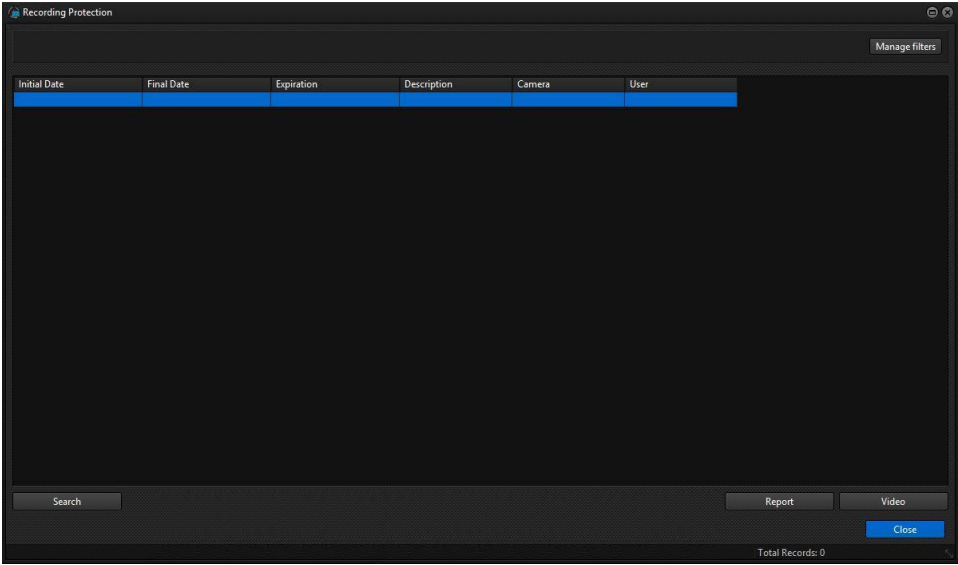 Recording Protection
Manage filters
Initial Date Final Date Expiration Description Camera User
Search Report Video
Close
Total Records: 0